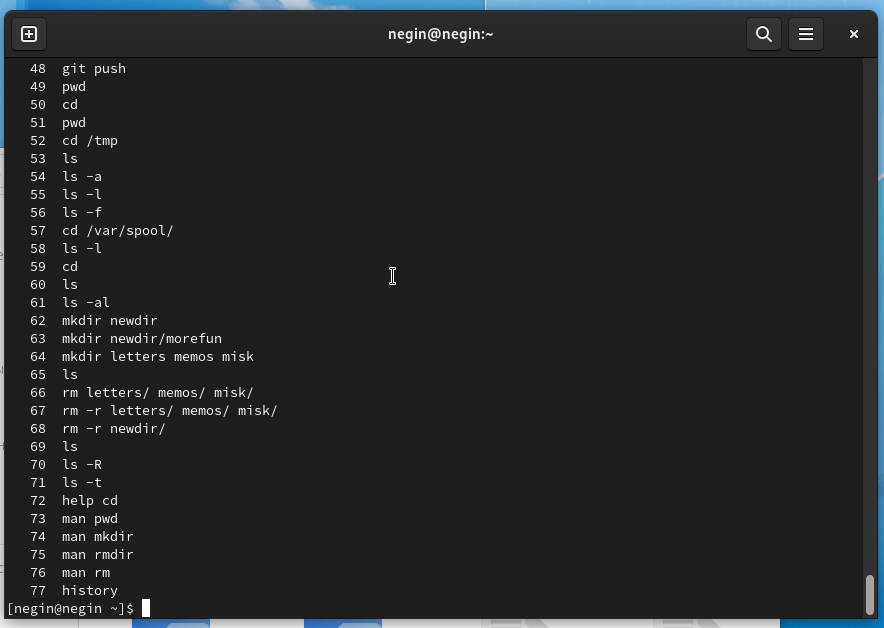 negin@negin:~
48 git push
49 pwd
50 cd
51 pwd
52 cd /tmp
53 ls
54 ls -a
55 ls -l
56 ls -f
57 cd /var/spool/
58 ls -l
59 cd
60 ls
61 ls -al
62 mkdir newdir
63 mkdir newdir/morefun
64 mkdir letters memos misk
65 ls
66 rm letters/ memos/ misk/
67 rm -r letters/ memos/ misk/
68 rm -r newdir/
69 ls
70 ls -R
71 ls -t
72 help cd
73 man pwd
74 man mkdir
75 man rmdir
76 man rm
77 history
[negin@negin ~]$